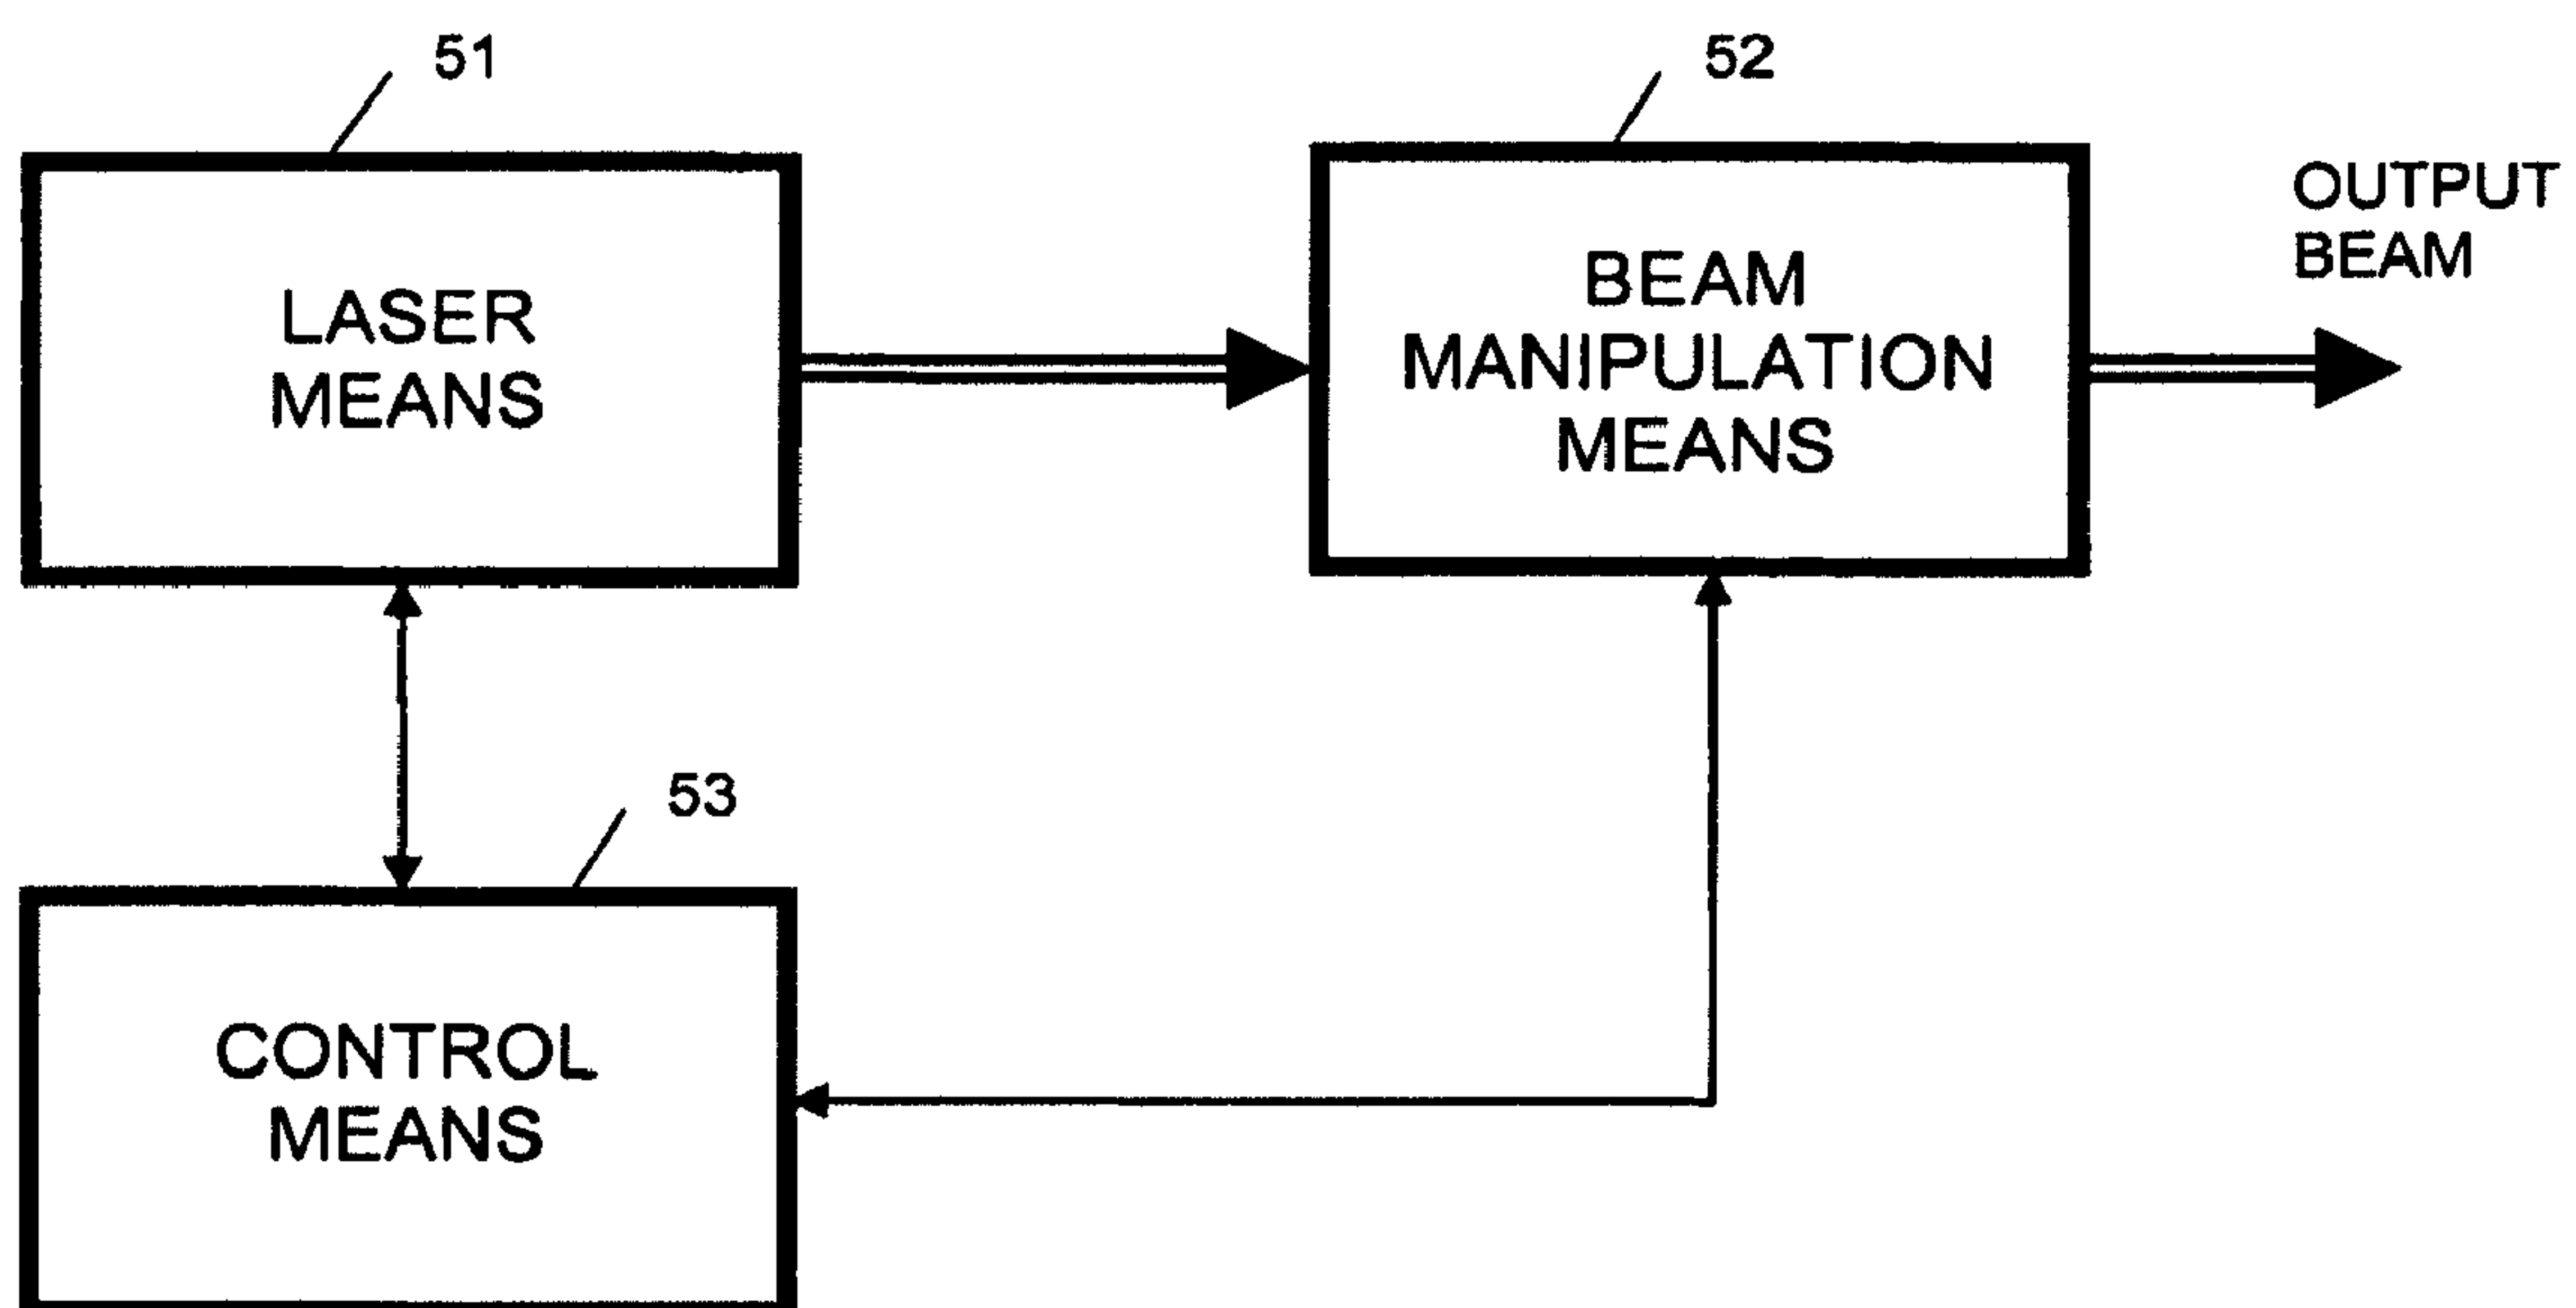 51
52
LASER
MEANS
BEAM
MANIPULATION
MEANS
OUTPUT
BEAM
53
CONTROL
MEANS